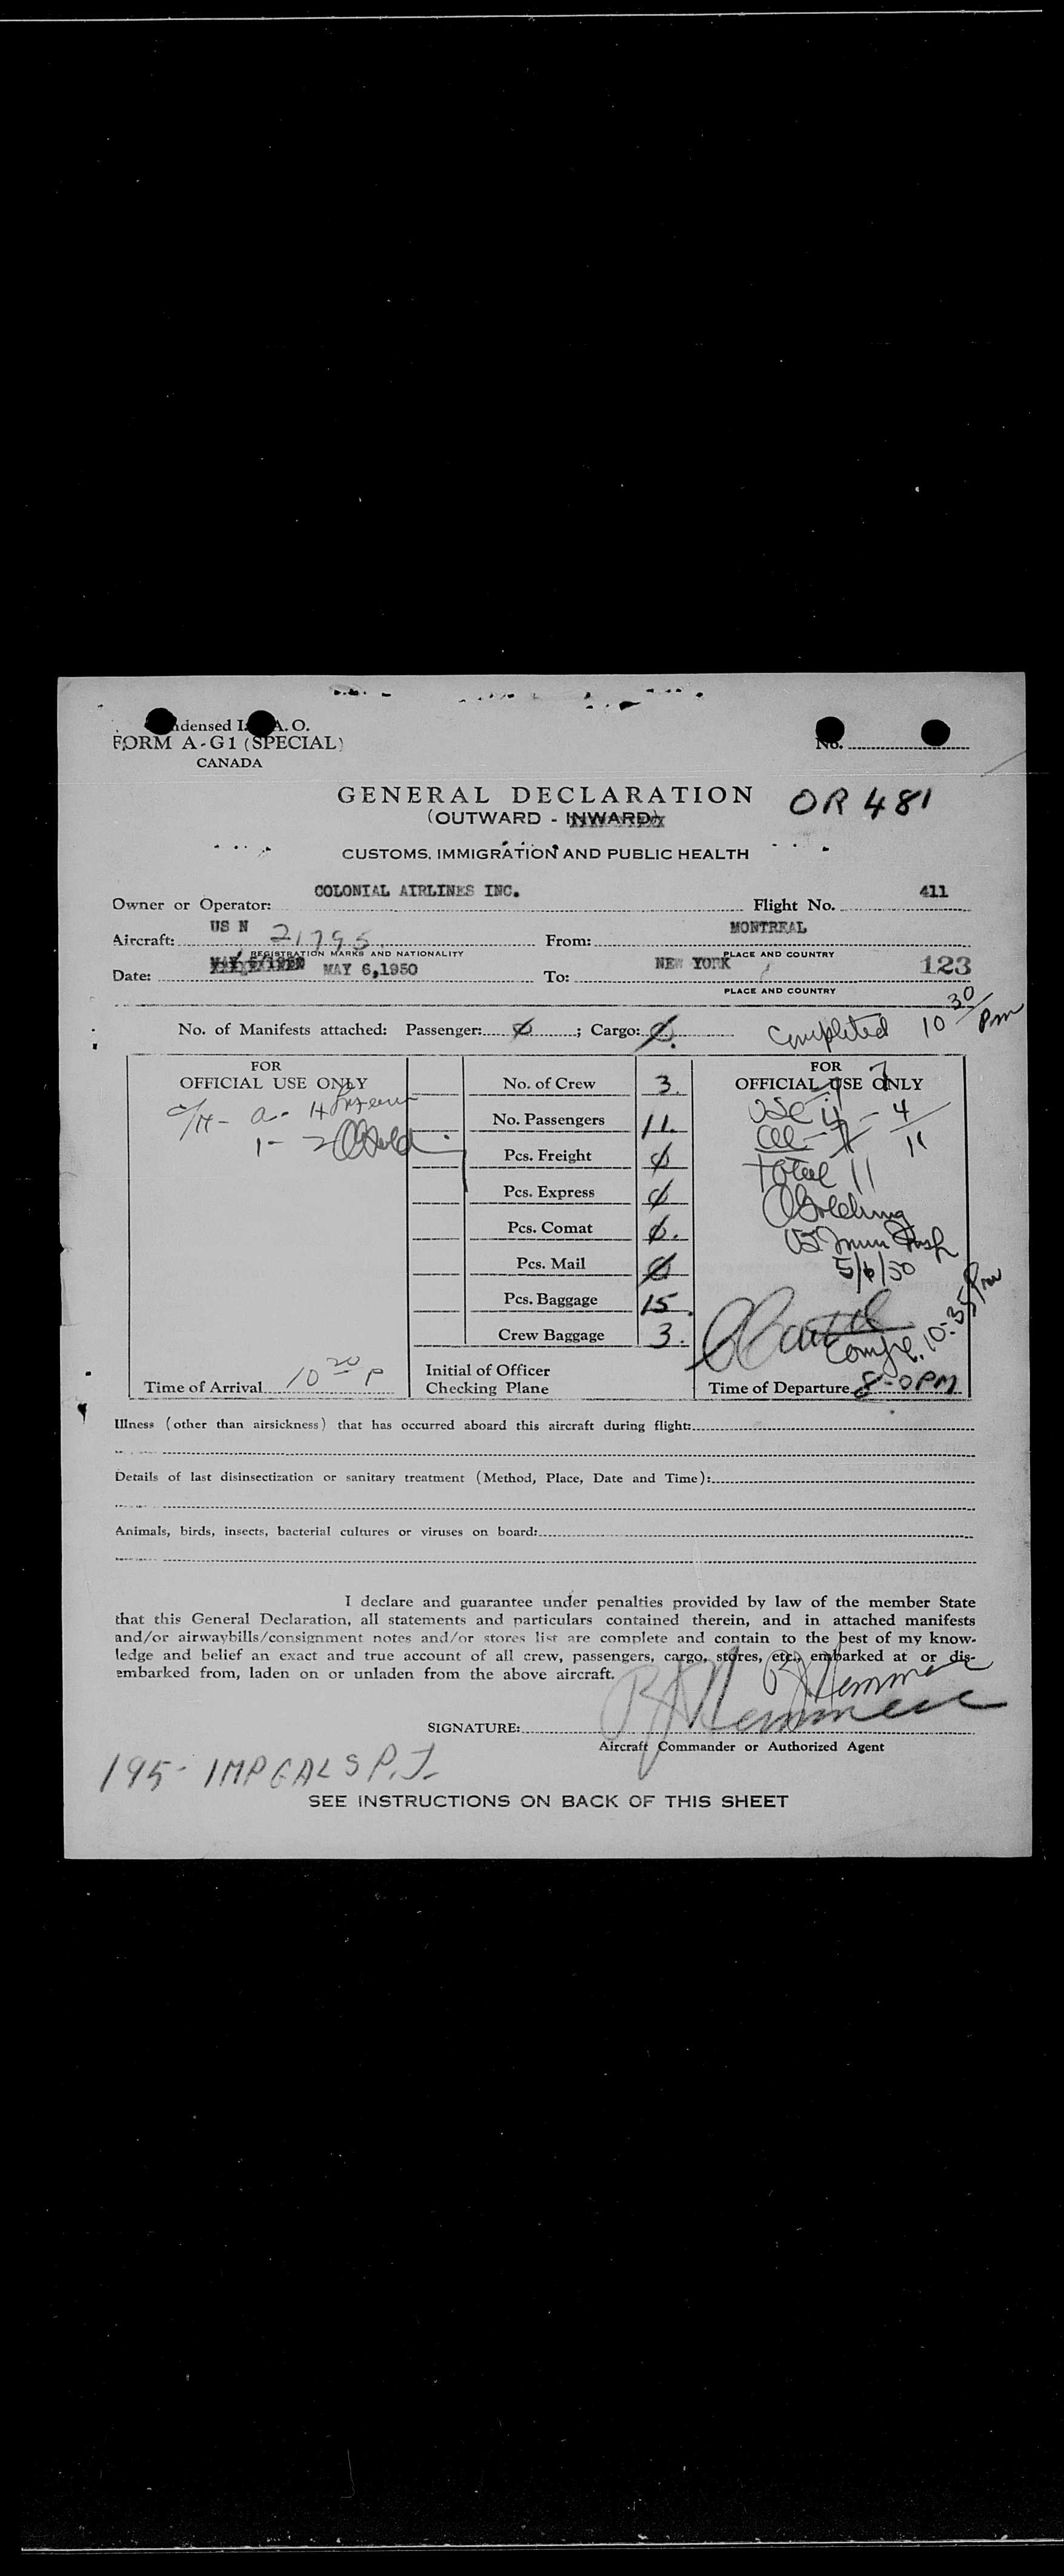 ndensed I. A. O.
FORM A-G1 (SPECIAL)
CANADA
No.
GENERAL DECLARATION
OR 481
(OUTWARD - INWARD)
CUSTOMS, IMMIGRATION AND PUBLIC HEALTH
Owner or Operator: COLONIAL AIRLINES INC. Flight No. 411
Aircraft: US N 21795 From: MONTREAL
REGISTRATION MARKS AND NATIONALITY PLACE AND COUNTRY
Date: MAY 6,1950 To: NEW YORK 123
PLACE AND COUNTRY
No. of Manifests attached: Passenger: ∅ ; Cargo: ∅. Completed 10 30 Pm
FOR
OFFICIAL USE ONLY
No. of Crew 3.
No. Passengers 11.
Pcs. Freight ∅
Pcs. Express ∅
Pcs. Comat ∅.
Pcs. Mail ∅
Pcs. Baggage 15.
Crew Baggage 3.
Initial of Officer
Checking Plane
Time of Arrival 10 20 P
FOR
OFFICIAL USE ONLY
USC - 4
11
total 11
5/6/50
10:35 Pm
Time of Departure 8-0 PM
Illness (other than airsickness) that has occurred aboard this aircraft during flight:
Details of last disinsectization or sanitary treatment (Method, Place, Date and Time):
Animals, birds, insects, bacterial cultures or viruses on board:
I declare and guarantee under penalties provided by law of the member State
that this General Declaration, all statements and particulars contained therein, and in attached manifests
and/or airwaybills/consignment notes and/or stores list are complete and contain to the best of my know-
ledge and belief an exact and true account of all crew, passengers, cargo, stores, etc., embarked at or dis-
embarked from, laden on or unladen from the above aircraft.
SIGNATURE:
Aircraft Commander or Authorized Agent
195- IMP GALS P.J.
SEE INSTRUCTIONS ON BACK OF THIS SHEET